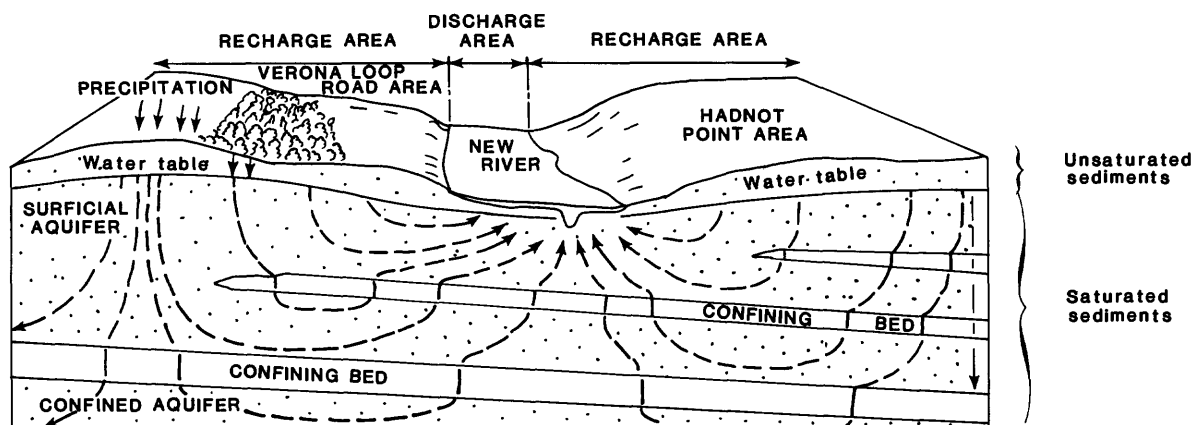 DISCHARGE
RECHARGE AREA
AREA
RECHARGE AREA
VERONA LOOP
ROAD AREA
PRECIPITATION
HADNOT
POINT AREA
NEW
RIVER
Water table
Water table
Unsaturated
sediments
SURFICIAL
AQUIFER
Saturated
sediments
CONFINING
BED
CONFINING BED
CONFINED AQUIFER